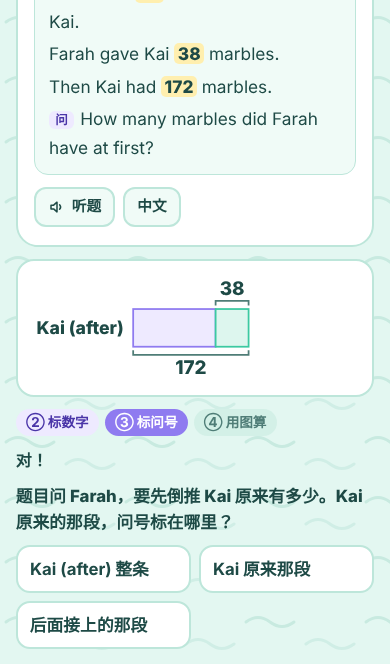 Kai.
Farah gave Kai 38 marbles.
Then Kai had 172 marbles.
问 How many marbles did Farah
have at first?
听题 中文
38
Kai (after)
172
② 标数字 ③ 标问号 ④ 用图算
对！
题目问 Farah，要先倒推 Kai 原来有多少。Kai
原来的那段，问号标在哪里？
Kai (after) 整条 Kai 原来那段
后面接上的那段